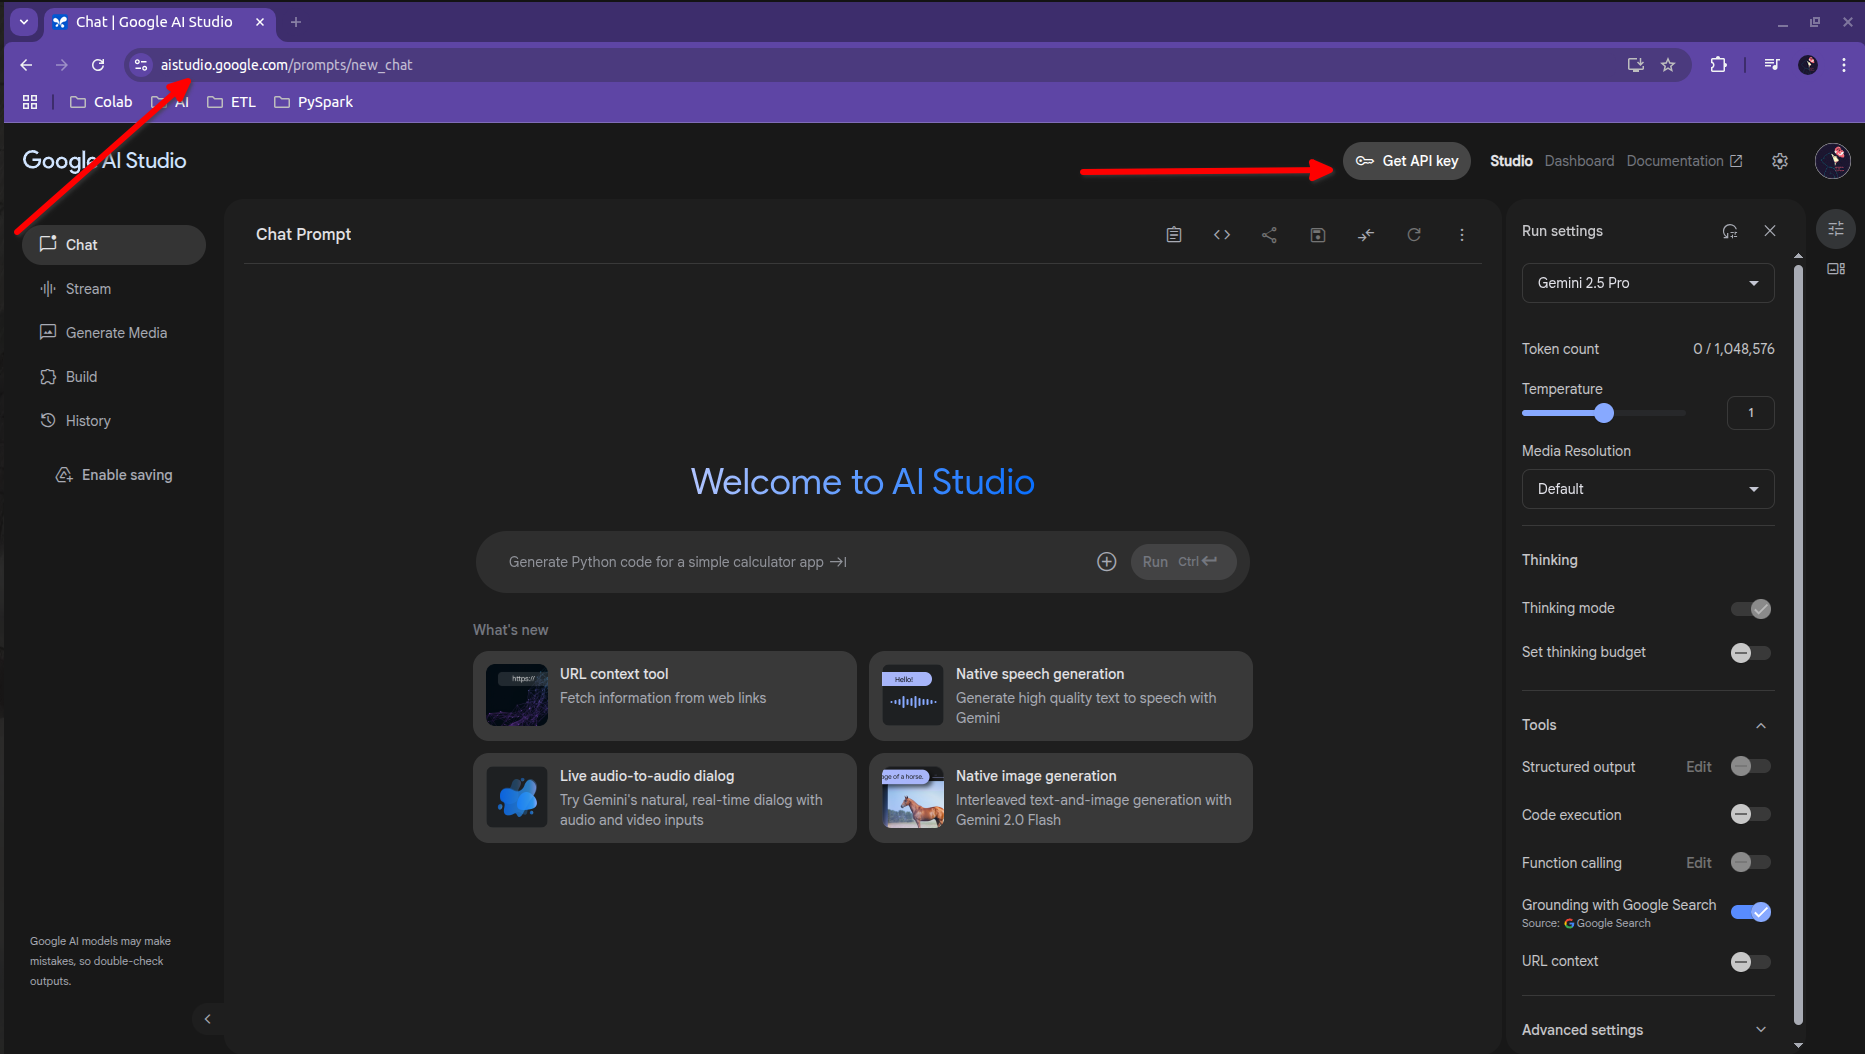 Chat | Google AI Studio
aistudio.google.com/prompts/new_chat
Colab
AI
ETL
PySpark
Google AI Studio
Get API key
Studio
Dashboard
Documentation
Chat
Stream
Generate Media
Build
History
Enable saving
Google AI models may make
mistakes, so double-check
outputs.
Chat Prompt
Welcome to AI Studio
Generate Python code for a simple calculator app
Run Ctrl
What's new
https://
URL context tool
Fetch information from web links
Hello!
Native speech generation
Generate high quality text to speech with
Gemini
Live audio-to-audio dialog
Try Gemini's natural, real-time dialog with
audio and video inputs
age of a horse.
Native image generation
Interleaved text-and-image generation with
Gemini 2.0 Flash
Run settings
Gemini 2.5 Pro
Token count 0 / 1,048,576
Temperature
1
Media Resolution
Default
Thinking
Thinking mode
Set thinking budget
Tools
Structured output Edit
Code execution
Function calling Edit
Grounding with Google Search
Source: Google Search
URL context
Advanced settings